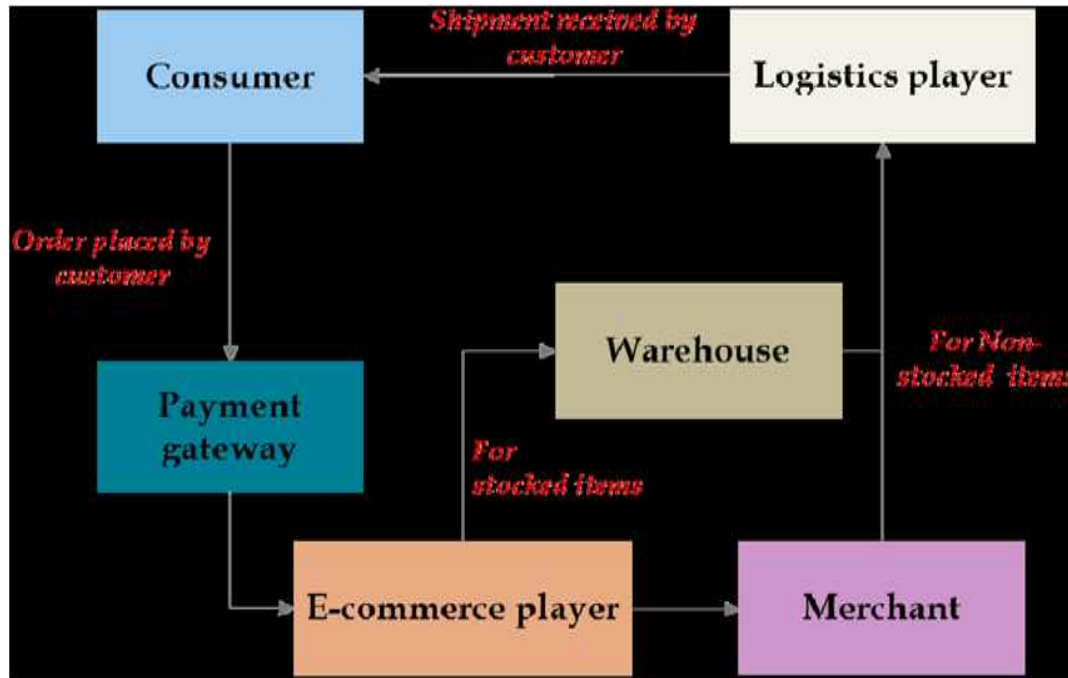 Shipment received by
customer
Consumer
Logistics player
Order placed by
customer
Warehouse
For Non-
stocked items
Payment
gateway
For
stocked items
E-commerce player
Merchant